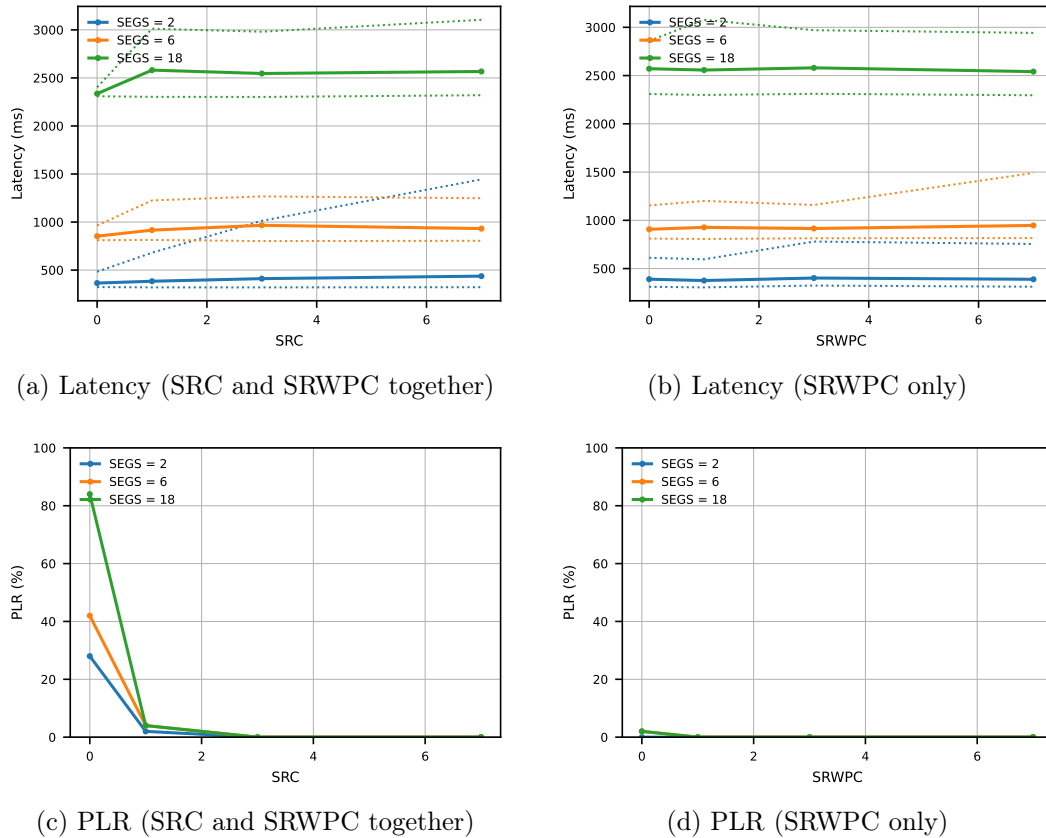 3000
2500
2000
1500
1000
500
Latency (ms)
SEGS = 2
SEGS = 6
SEGS = 18
0 2 4 6
SRC
(a) Latency (SRC and SRWPC together)
3000
2500
2000
1500
1000
500
Latency (ms)
SEGS = 2
SEGS = 6
SEGS = 18
0 2 4 6
SRWPC
(b) Latency (SRWPC only)
100
80
60
40
20
0
PLR (%)
SEGS = 2
SEGS = 6
SEGS = 18
0 2 4 6
SRC
(c) PLR (SRC and SRWPC together)
100
80
60
40
20
0
PLR (%)
SEGS = 2
SEGS = 6
SEGS = 18
0 2 4 6
SRWPC
(d) PLR (SRWPC only)